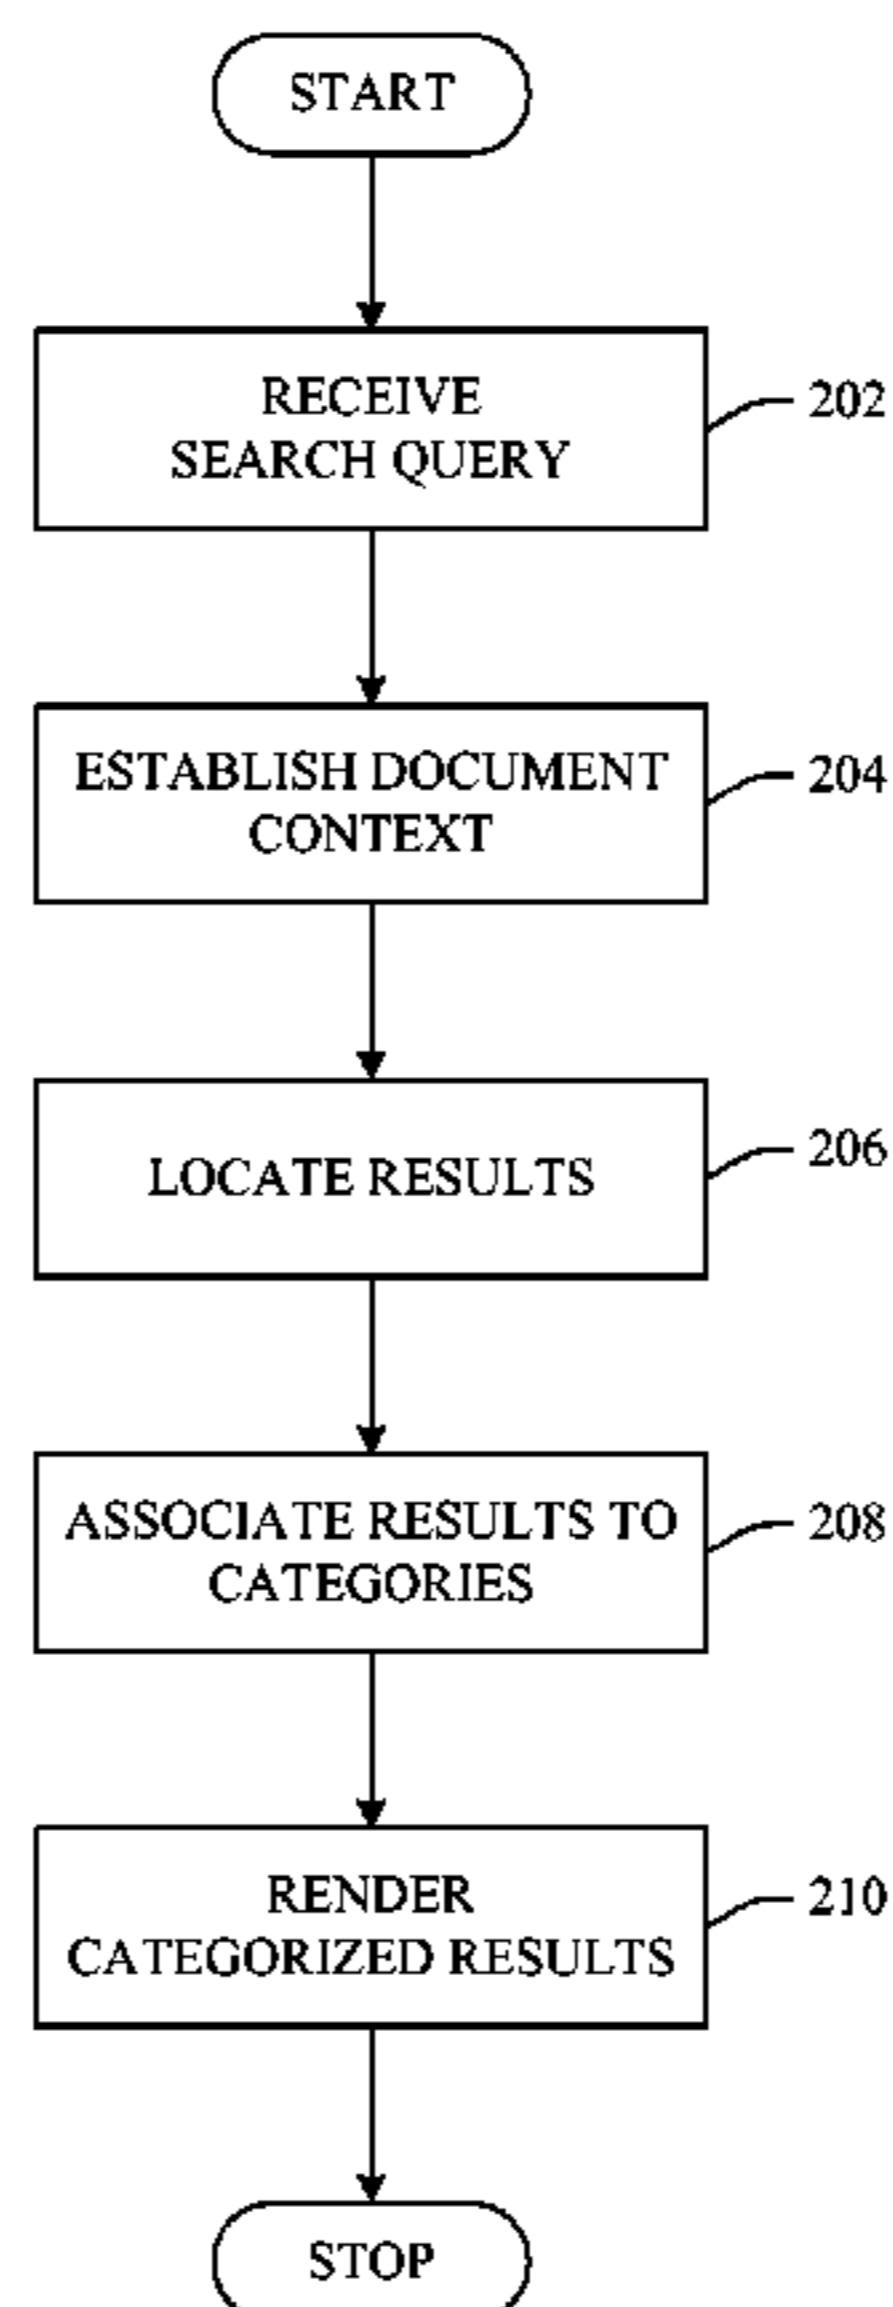 START
RECEIVE
SEARCH QUERY
202
ESTABLISH DOCUMENT
CONTEXT
204
LOCATE RESULTS
206
ASSOCIATE RESULTS TO
CATEGORIES
208
RENDER
CATEGORIZED RESULTS
210
STOP